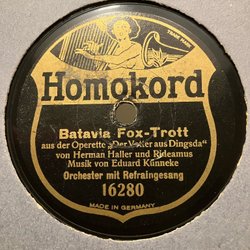 TRADE MARK
Homokord
Batavia Fox-Trott
aus der Operette „Der Vetter aus Dingsda“
von Herman Haller und Rideamus
Musik von Eduard Künneke
Orchester mit Refraingesang
16280
MADE IN GERMANY